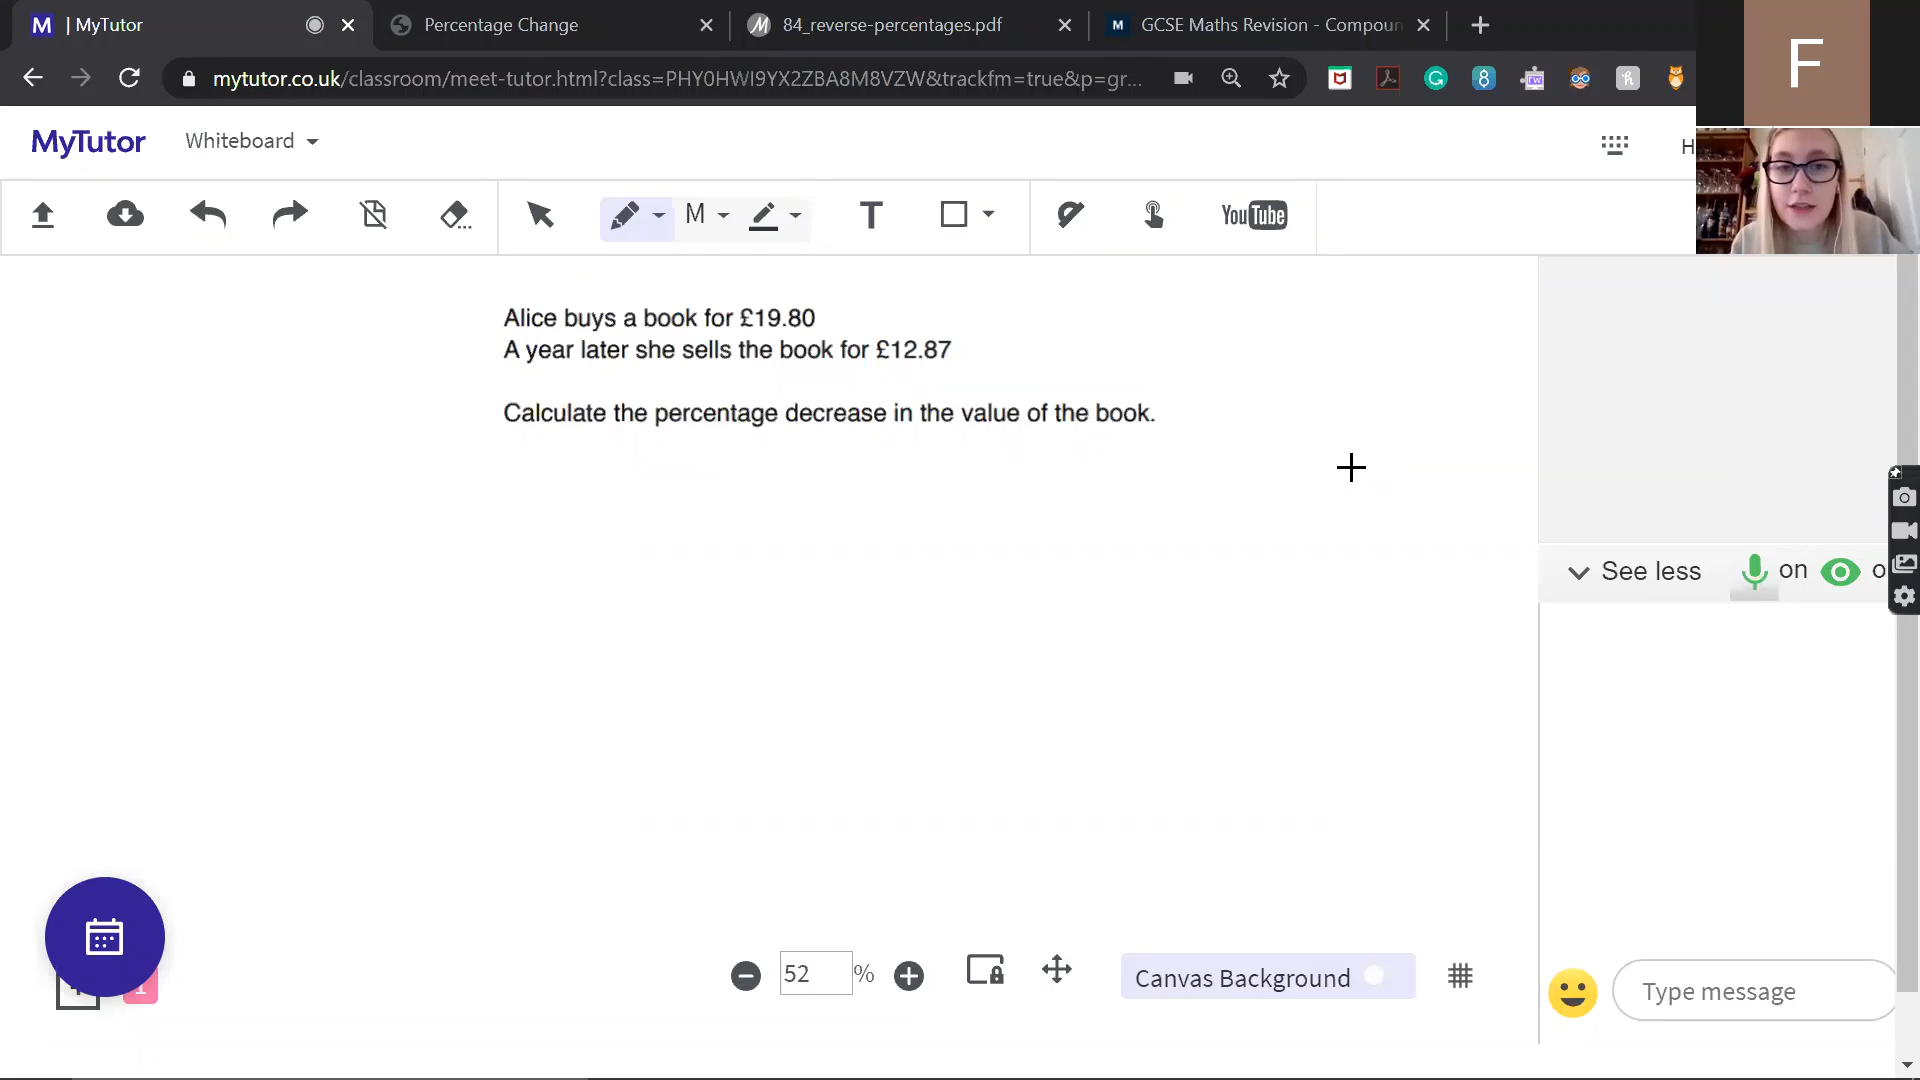 M | MyTutor
Percentage Change
84_reverse-percentages.pdf
M GCSE Maths Revision - Compoun
mytutor.co.uk/classroom/meet-tutor.html?class=PHY0HWI9YX2ZBA8M8VZW&trackfm=true&p=gr...
F
MyTutor
Whiteboard
H
M
T
YouTube
Alice buys a book for £19.80
A year later she sells the book for £12.87
Calculate the percentage decrease in the value of the book.
See less
on
o
1
52 %
Canvas Background
Type message